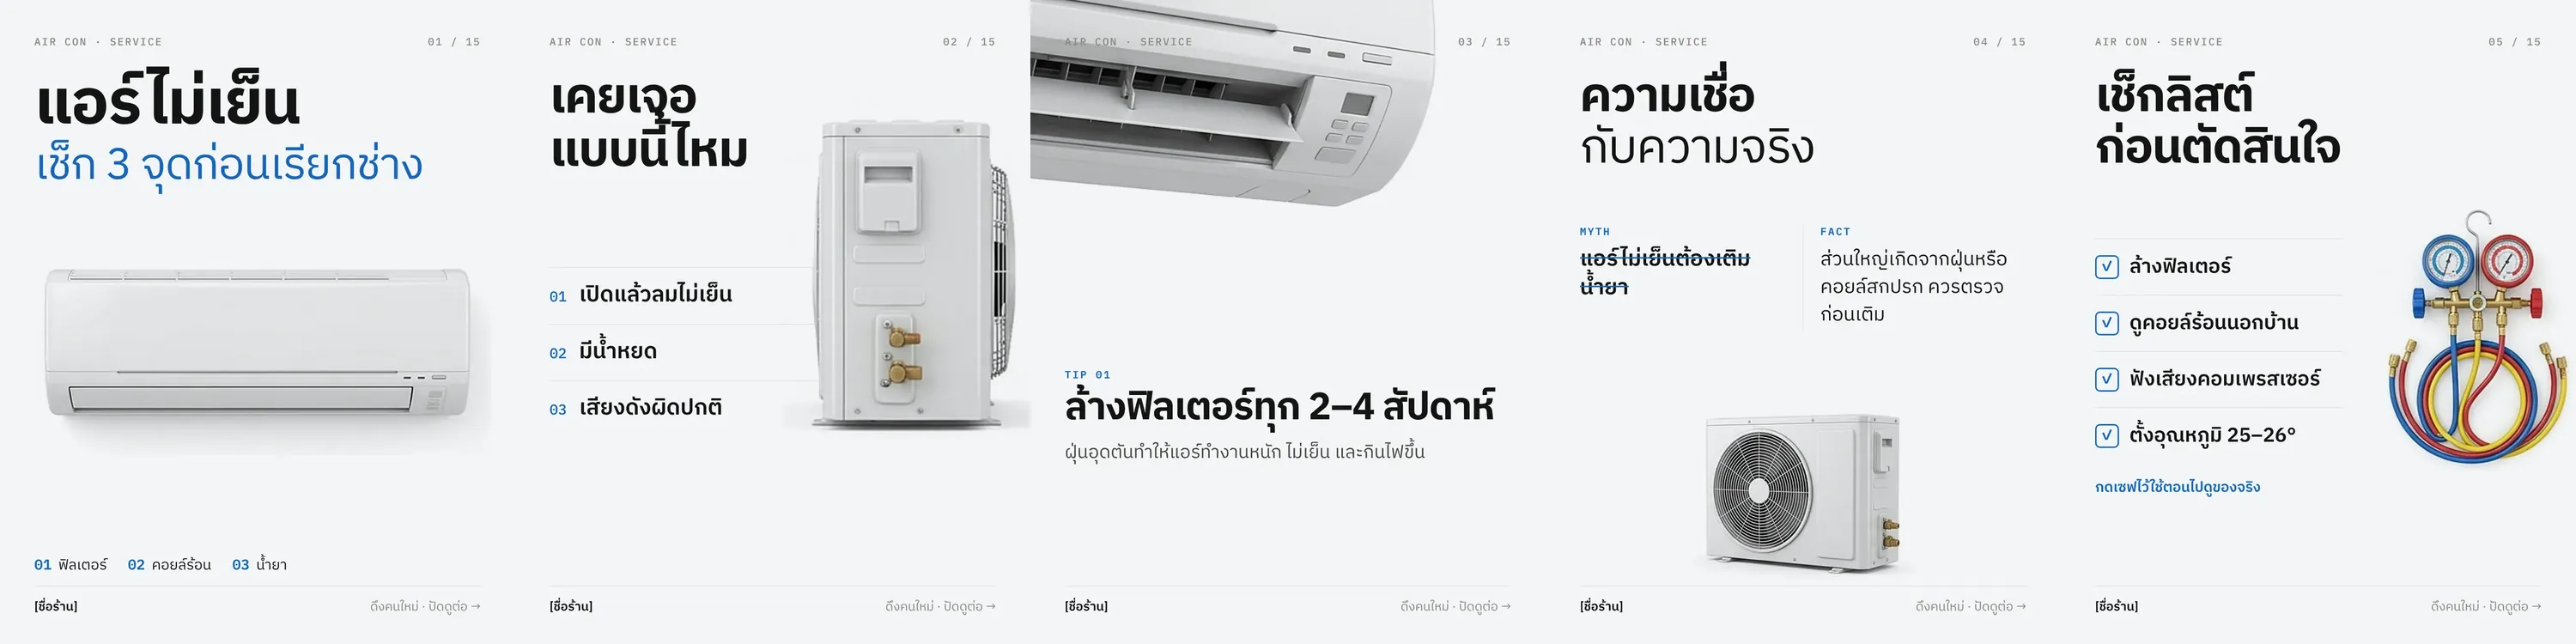 AIR CON · SERVICE
01 / 15
แอร์ไม่เย็น
เช็ก 3 จุดก่อนเรียกช่าง
01 ฟิลเตอร์ 02 คอยล์ร้อน 03 น้ำยา
[ชื่อร้าน]
ดึงคนใหม่ · ปัดดูต่อ →
AIR CON · SERVICE
02 / 15
เคยเจอ
แบบนี้ไหม
01 เปิดแล้วลมไม่เย็น
02 มีน้ำหยด
03 เสียงดังผิดปกติ
[ชื่อร้าน]
ดึงคนใหม่ · ปัดดูต่อ →
AIR CON · SERVICE
03 / 15
TIP 01
ล้างฟิลเตอร์ทุก 2–4 สัปดาห์
ฝุ่นอุดตันทำให้แอร์ทำงานหนัก ไม่เย็น และกินไฟขึ้น
[ชื่อร้าน]
ดึงคนใหม่ · ปัดดูต่อ →
AIR CON · SERVICE
04 / 15
ความเชื่อ
กับความจริง
MYTH
แอร์ไม่เย็นต้องเติม
น้ำยา
FACT
ส่วนใหญ่เกิดจากฝุ่นหรือ
คอยล์สกปรก ควรตรวจ
ก่อนเติม
[ชื่อร้าน]
ดึงคนใหม่ · ปัดดูต่อ →
AIR CON · SERVICE
05 / 15
เช็กลิสต์
ก่อนตัดสินใจ
ล้างฟิลเตอร์
ดูคอยล์ร้อนนอกบ้าน
ฟังเสียงคอมเพรสเซอร์
ตั้งอุณหภูมิ 25–26°
กดเซฟไว้ใช้ตอนไปดูของจริง
[ชื่อร้าน]
ดึงคนใหม่ · ปัดดูต่อ →